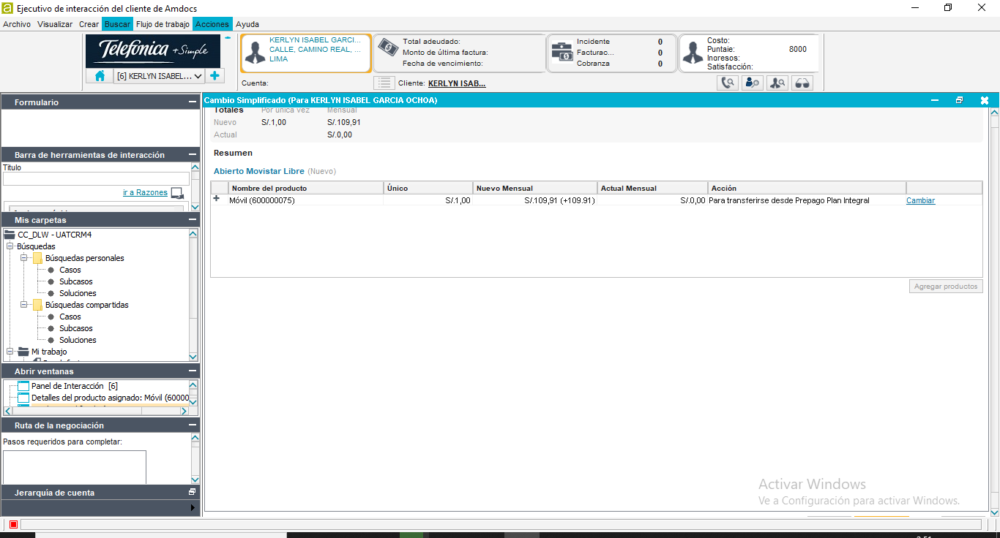 Ejecutivo de interacción del cliente de Amdocs
Archivo Visualizar Crear Buscar Flujo de trabajo Acciones Ayuda
Telefónica +Simple
[6] KERLYN ISABEL...
KERLYN ISABEL GARCI...
CALLE, CAMINO REAL, ...
LIMA
Total adeudado:
Monto de última factura:
Fecha de vencimiento:
Incidente 0
Facturac... 0
Cobranza 0
Costo:
Puntaie: 8000
Inqresos:
Satisfacción:
Cuenta:
Cliente: KERLYN ISAB...
Formulario
Barra de herramientas de interacción
Titulo
ir a Razones
Mis carpetas
CC_DLW - UATCRM4
Búsquedas
Búsquedas personales
Casos
Subcasos
Soluciones
Búsquedas compartidas
Casos
Subcasos
Soluciones
Mi trabajo
Abrir ventanas
Panel de Interacción [6]
Detalles del producto asignado: Móvil (60000
Ruta de la negociación
Pasos requeridos para completar:
Jerarquía de cuenta
Cambio Simplificado (Para KERLYN ISABEL GARCIA OCHOA)
Totales Por única vez Mensual
Nuevo S/.1,00 S/.109,91
Actual S/.0,00
Resumen
Abierto Movistar Libre (Nuevo)
Nombre del producto Único Nuevo Mensual Actual Mensual Acción
Móvil (600000075) S/.1,00 S/.109,91 (+109.91) S/.0,00 Para transferirse desde Prepago Plan Integral Cambiar
Agregar productos
Activar Windows
Ve a Configuración para activar Windows.